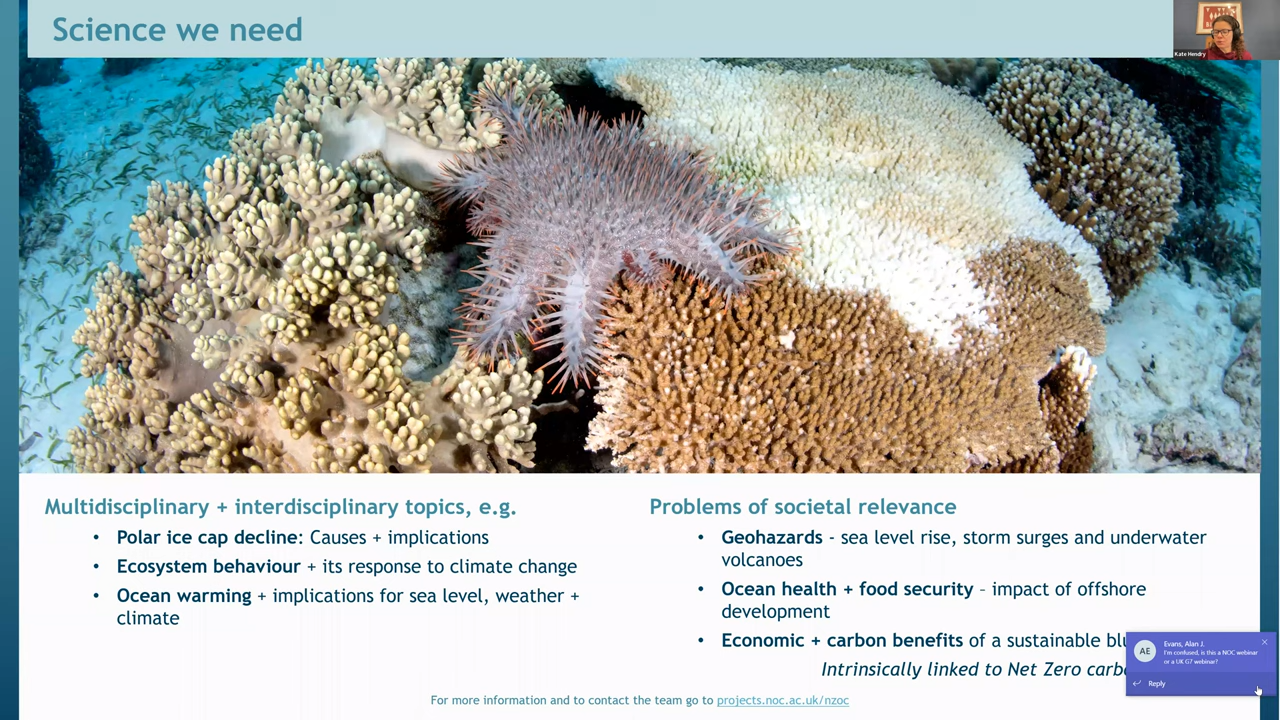 Science we need
Kate Hendry
Multidisciplinary + interdisciplinary topics, e.g.
• Polar ice cap decline: Causes + implications
• Ecosystem behaviour + its response to climate change
• Ocean warming + implications for sea level, weather +
climate
Problems of societal relevance
• Geohazards - sea level rise, storm surges and underwater
volcanoes
• Ocean health + food security – impact of offshore
development
• Economic + carbon benefits of a sustainable
Intrinsically linked to Net Zero
AE
Evans, Alan J.
I'm confused, is this a NOC webinar
or a UK G7 webinar?
Reply
For more information and to contact the team go to projects.noc.ac.uk/nzoc